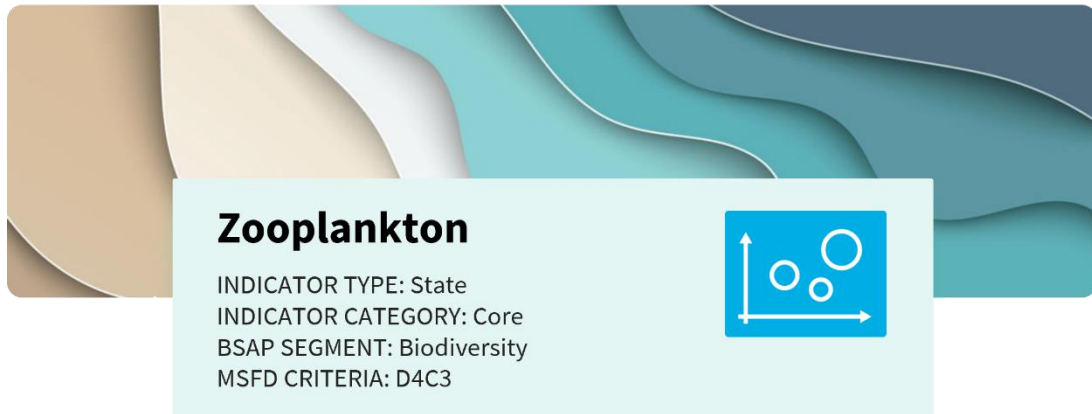 Zooplankton
INDICATOR TYPE: State
INDICATOR CATEGORY: Core
BSAP SEGMENT: Biodiversity
MSFD CRITERIA: D4C3